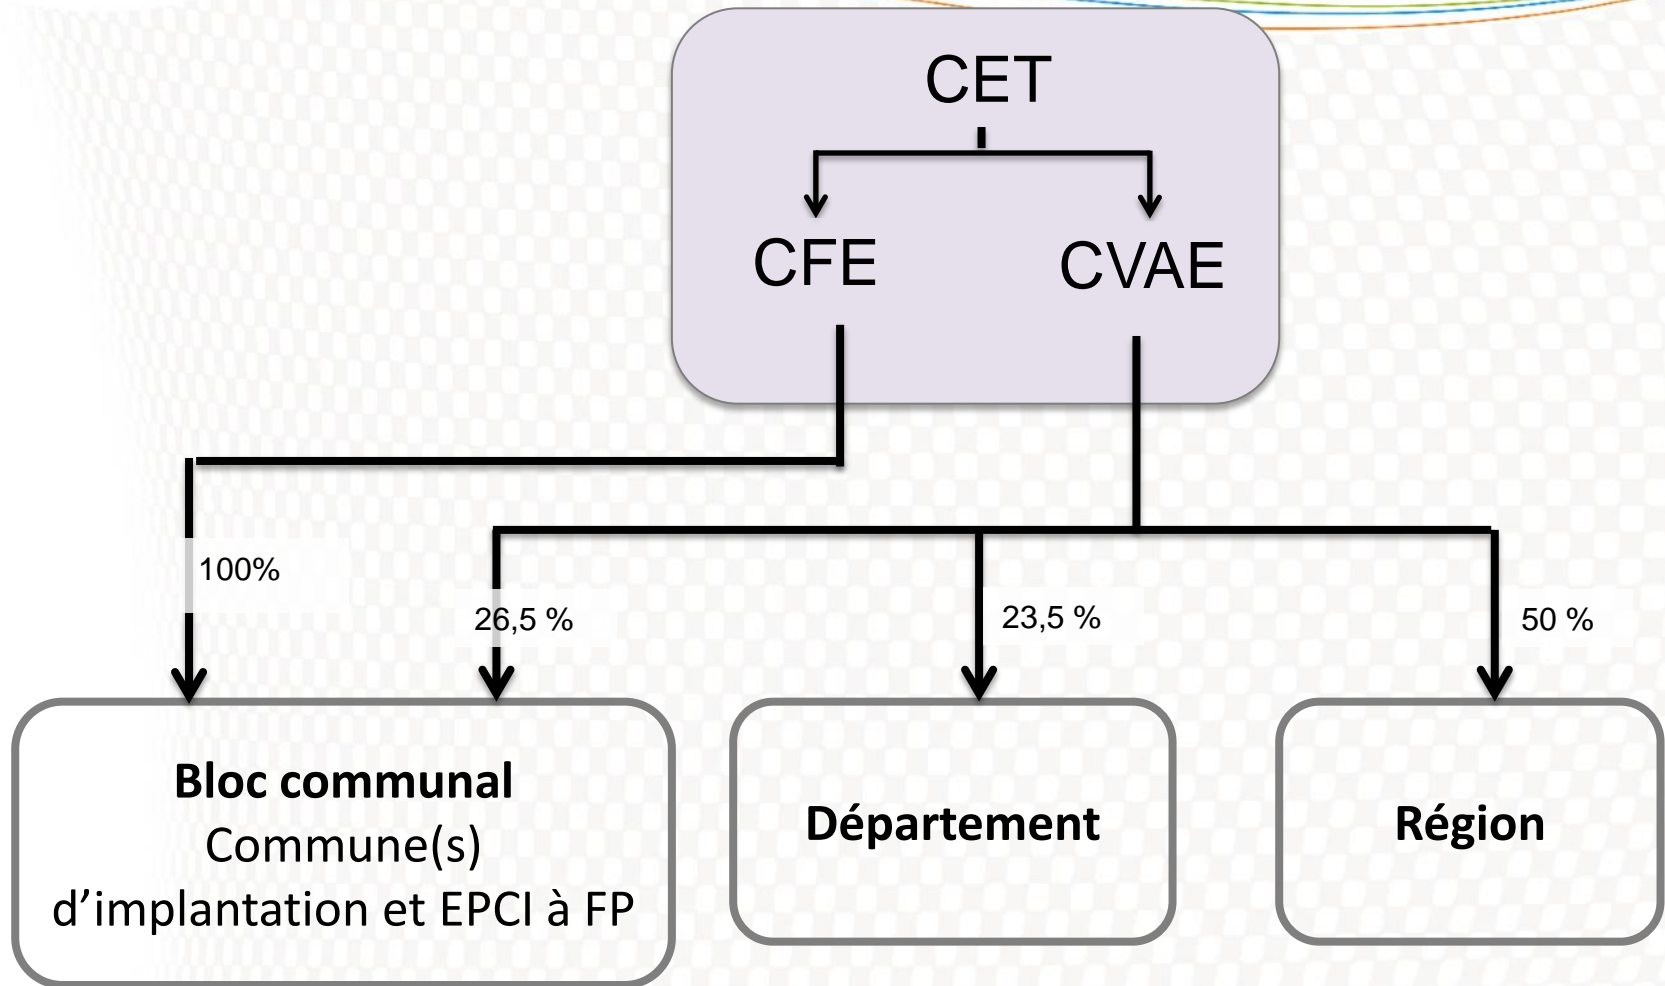 CET
CFE
CVAE
100%
26,5 %
23,5 %
50 %
Bloc communal
Commune(s)
d’implantation et EPCI à FP
Département
Région